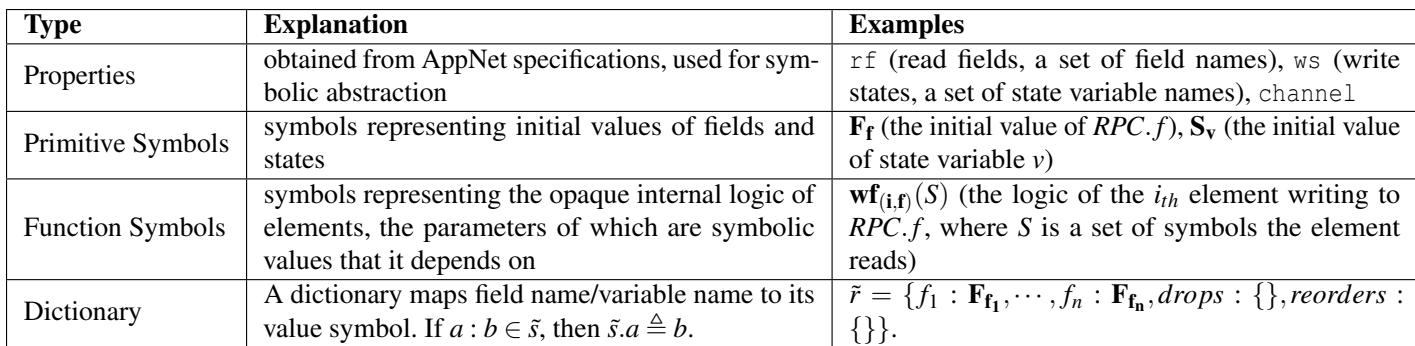 Type Explanation Examples
Properties
obtained from AppNet specifications, used for sym-
bolic abstraction
rf (read fields, a set of field names), ws (write
states, a set of state variable names), channel
Primitive Symbols
symbols representing initial values of fields and
states
F_f (the initial value of RPC.f), S_v (the initial value
of state variable v)
Function Symbols
symbols representing the opaque internal logic of
elements, the parameters of which are symbolic
values that it depends on
wf_(i,f)(S) (the logic of the i_th element writing to
RPC.f, where S is a set of symbols the element
reads)
Dictionary
A dictionary maps field name/variable name to its
value symbol. If a : b ∈ s̃, then s̃.a ≜ b.
r̃ = {f_1 : F_f_1, ⋯, f_n : F_f_n, drops : {}, reorders :
{}}.